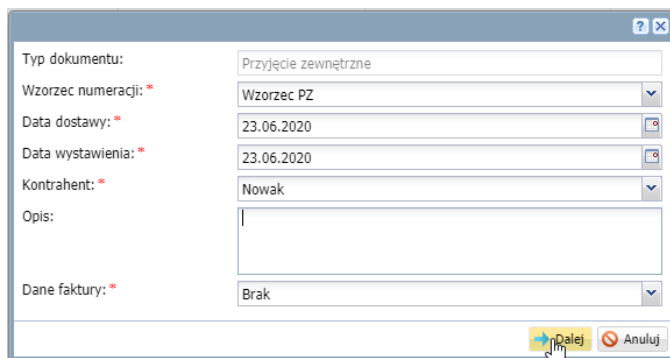 Typ dokumentu: Przyjęcie zewnętrzne
Wzorzec numeracji: * Wzorzec PZ
Data dostawy: * 23.06.2020
Data wystawienia: * 23.06.2020
Kontrahent: * Nowak
Opis:
Dane faktury: * Brak
Dalej Anuluj